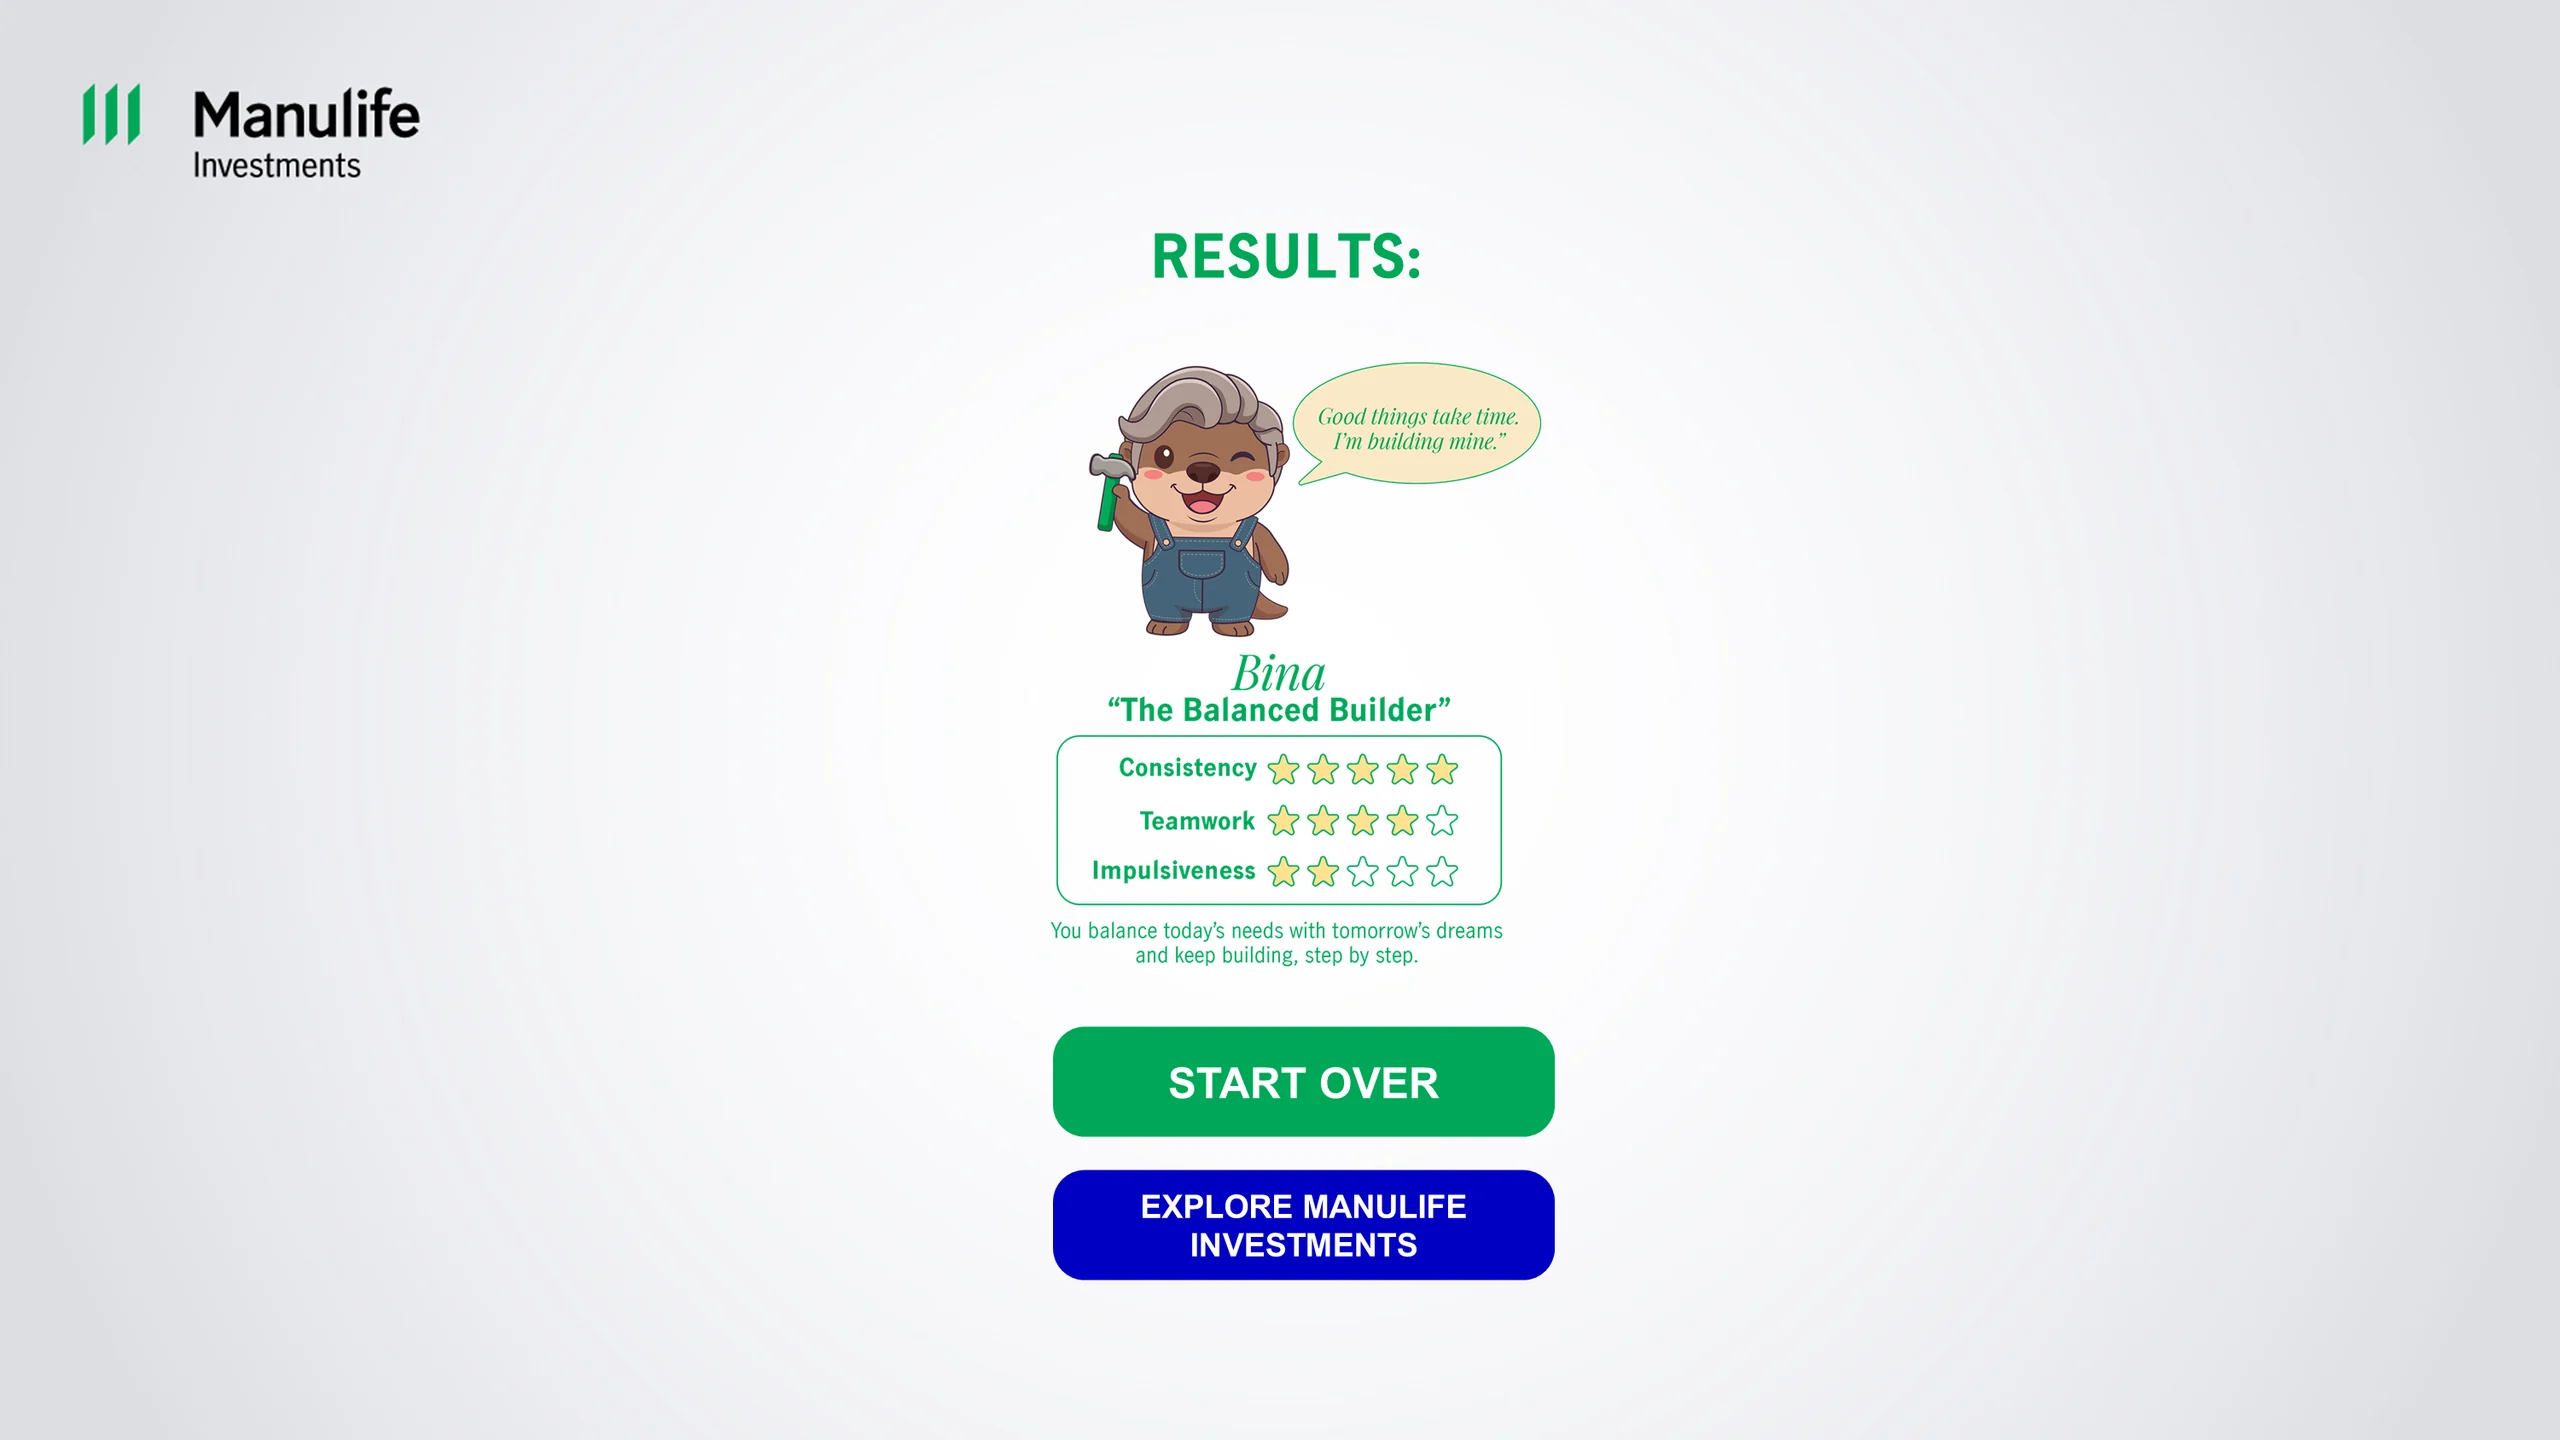 Manulife
Investments
RESULTS:
Good things take time.
I'm building mine.”
Bina
“The Balanced Builder”
Consistency
Teamwork
Impulsiveness
You balance today's needs with tomorrow's dreams
and keep building, step by step.
START OVER
EXPLORE MANULIFE
INVESTMENTS